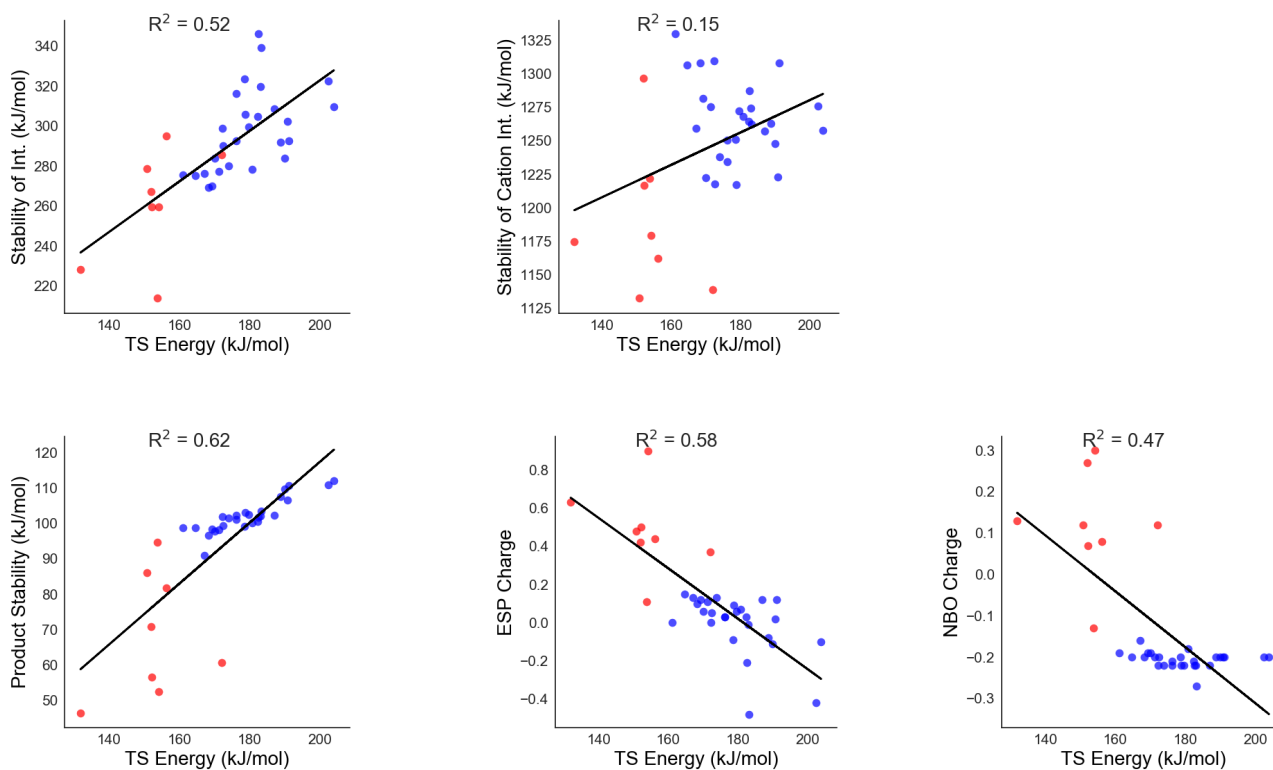 R² = 0.52
Stability of Int. (kJ/mol)
340
320
300
280
260
240
220
140 160 180 200
TS Energy (kJ/mol)
R² = 0.15
Stability of Cation Int. (kJ/mol)
1325
1300
1275
1250
1225
1200
1175
1150
1125
140 160 180 200
TS Energy (kJ/mol)
R² = 0.62
Product Stability (kJ/mol)
120
110
100
90
80
70
60
50
140 160 180 200
TS Energy (kJ/mol)
R² = 0.58
ESP Charge
0.8
0.6
0.4
0.2
0.0
−0.2
−0.4
140 160 180 200
TS Energy (kJ/mol)
R² = 0.47
NBO Charge
0.3
0.2
0.1
0.0
−0.1
−0.2
−0.3
140 160 180 200
TS Energy (kJ/mol)